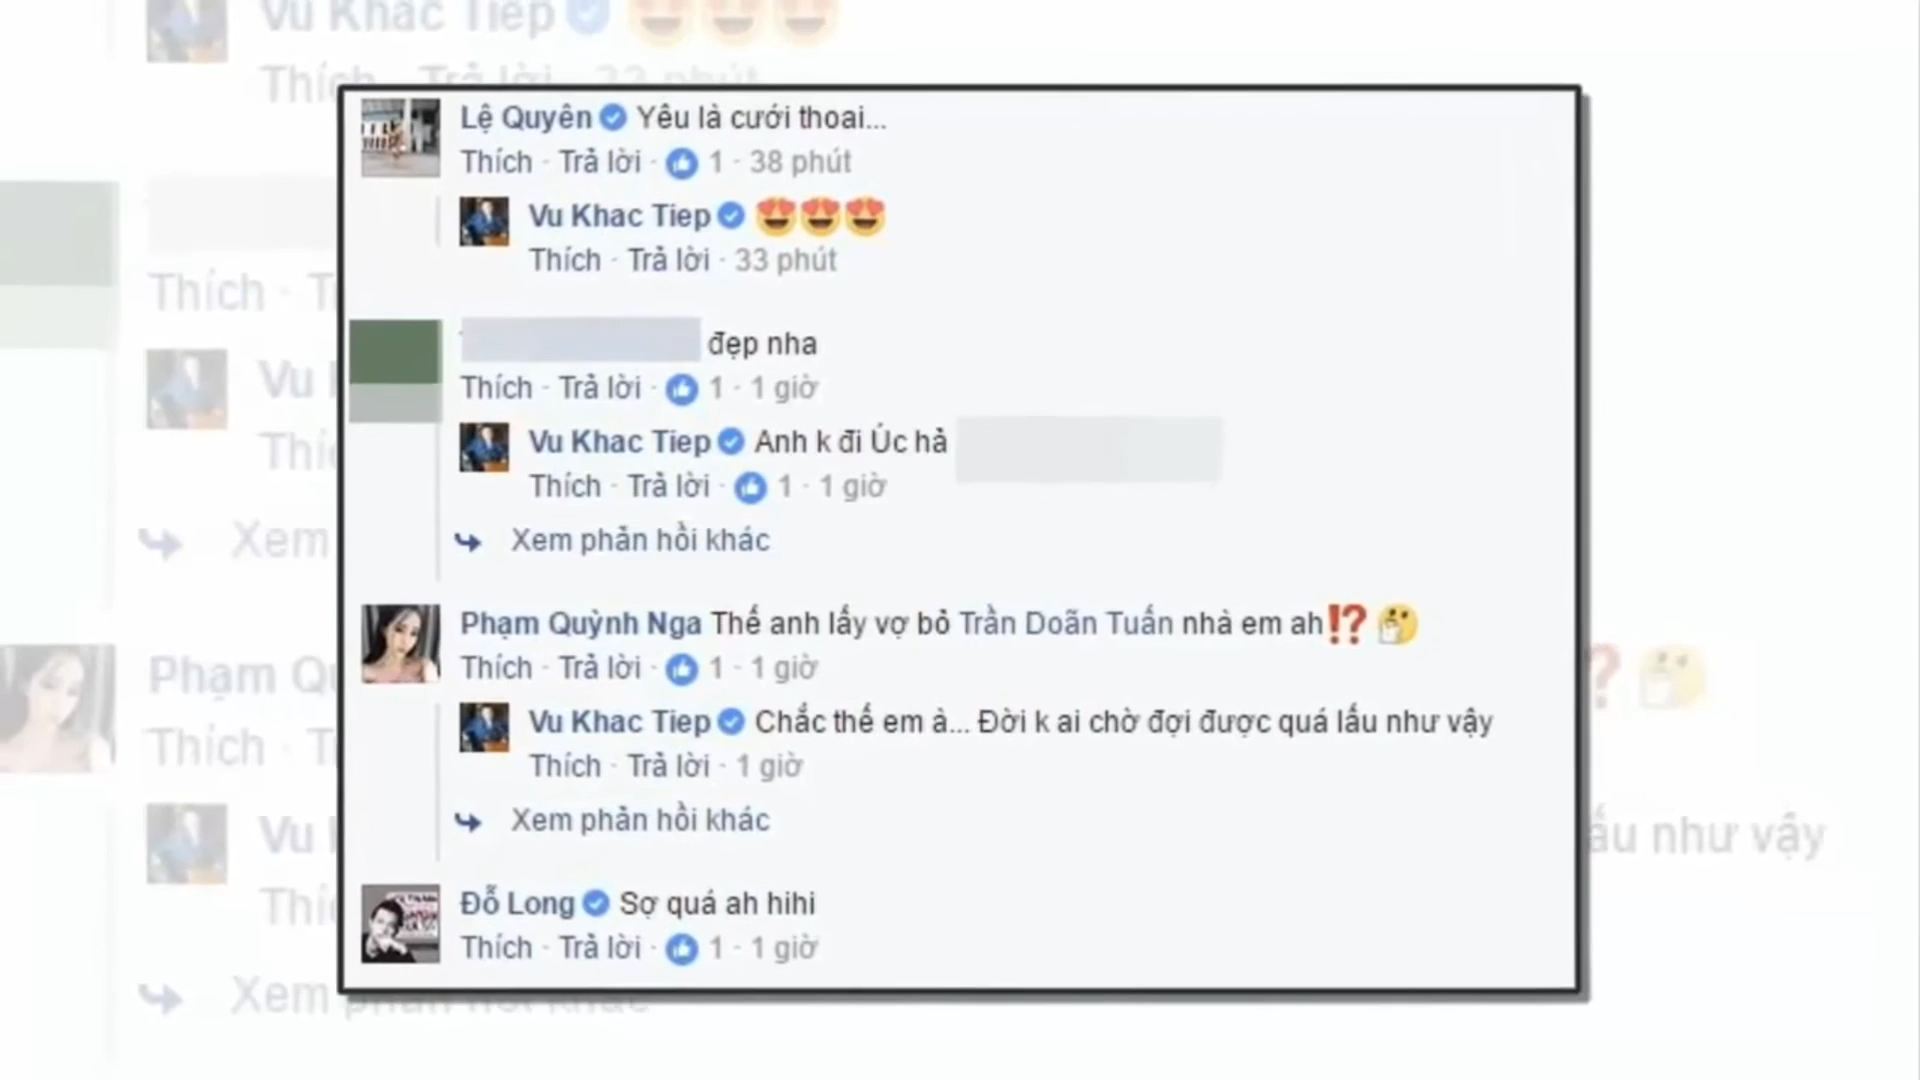 Lệ Quyên Yêu là cưới thoai...
Thích · Trả lời · 1 · 38 phút
Vu Khac Tiep 😍😍😍
Thích · Trả lời · 33 phút
đẹp nha
Thích · Trả lời · 1 · 1 giờ
Vu Khac Tiep Anh k đi Úc hả
Thích · Trả lời · 1 · 1 giờ
Xem phản hồi khác
Phạm Quỳnh Nga Thế anh lấy vợ bỏ Trần Doãn Tuấn nhà em ah⁉️🤔
Thích · Trả lời · 1 · 1 giờ
Vu Khac Tiep Chắc thế em à... Đời k ai chờ đợi được quá lấu như vậy
Thích · Trả lời · 1 giờ
Xem phản hồi khác
Đỗ Long Sợ quá ah hihi
Thích · Trả lời · 1 · 1 giờ